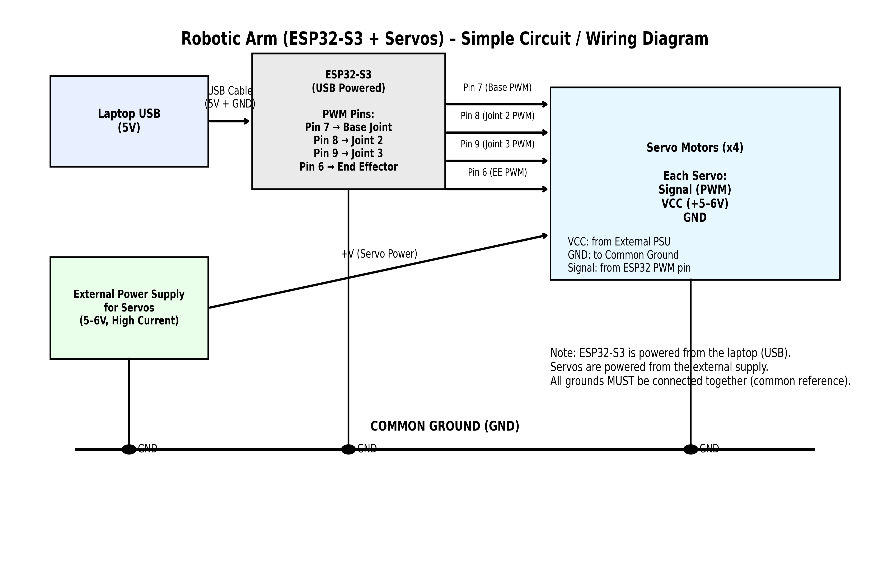 Robotic Arm (ESP32-S3 + Servos) – Simple Circuit / Wiring Diagram
Laptop USB
(5V)
USB Cable
(5V + GND)
ESP32-S3
(USB Powered)
PWM Pins:
Pin 7 → Base Joint
Pin 8 → Joint 2
Pin 9 → Joint 3
Pin 6 → End Effector
Pin 7 (Base PWM)
Pin 8 (Joint 2 PWM)
Pin 9 (Joint 3 PWM)
Pin 6 (EE PWM)
Servo Motors (x4)
Each Servo:
Signal (PWM)
VCC (+5–6V)
GND
VCC: from External PSU
GND: to Common Ground
Signal: from ESP32 PWM pin
+V (Servo Power)
External Power Supply
for Servos
(5–6V, High Current)
Note: ESP32-S3 is powered from the laptop (USB).
Servos are powered from the external supply.
All grounds MUST be connected together (common reference).
COMMON GROUND (GND)
GND
GND
GND